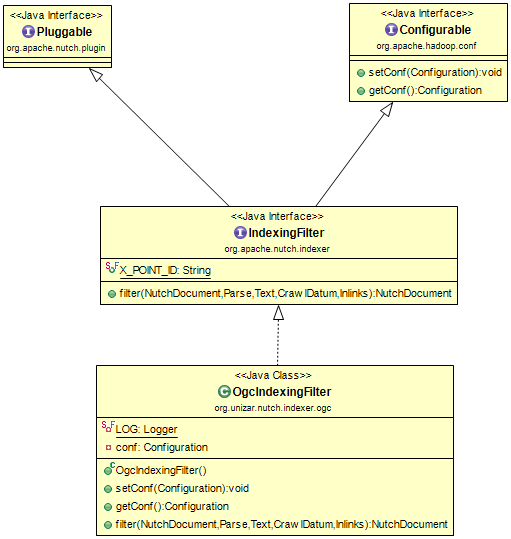 <<Java Interface>>
Pluggable
org.apache.nutch.plugin
<<Java Interface>>
Configurable
org.apache.hadoop.conf
setConf(Configuration):void
getConf():Configuration
<<Java Interface>>
IndexingFilter
org.apache.nutch.indexer
X_POINT_ID: String
filter(NutchDocument,Parse,Text,CrawlDatum,Inlinks):NutchDocument
<<Java Class>>
OgcIndexingFilter
org.unizar.nutch.indexer.ogc
LOG: Logger
conf: Configuration
OgcIndexingFilter()
setConf(Configuration):void
getConf():Configuration
filter(NutchDocument,Parse,Text,CrawlDatum,Inlinks):NutchDocument